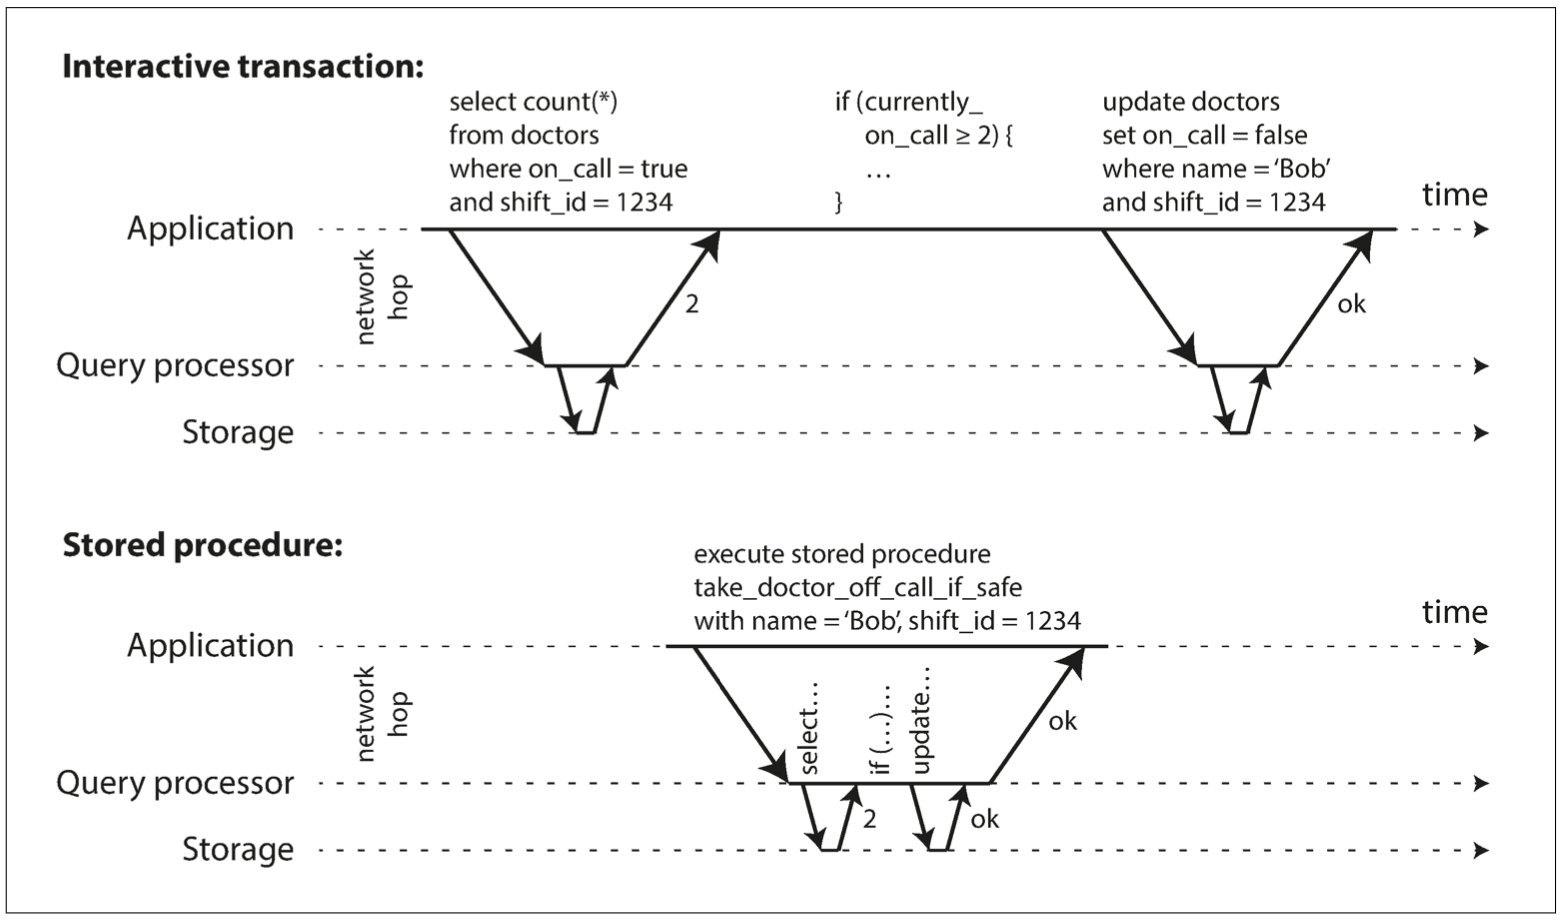 Interactive transaction:
select count(*)
from doctors
where on_call = true
and shift_id = 1234
if (currently_
on_call ≥ 2) {
…
}
update doctors
set on_call = false
where name = ‘Bob’
and shift_id = 1234
time
Application
network
hop
2
ok
Query processor
Storage
Stored procedure:
execute stored procedure
take_doctor_off_call_if_safe
with name = ‘Bob’, shift_id = 1234
time
Application
network
hop
select…
if (…)…
update…
ok
Query processor
2
ok
Storage